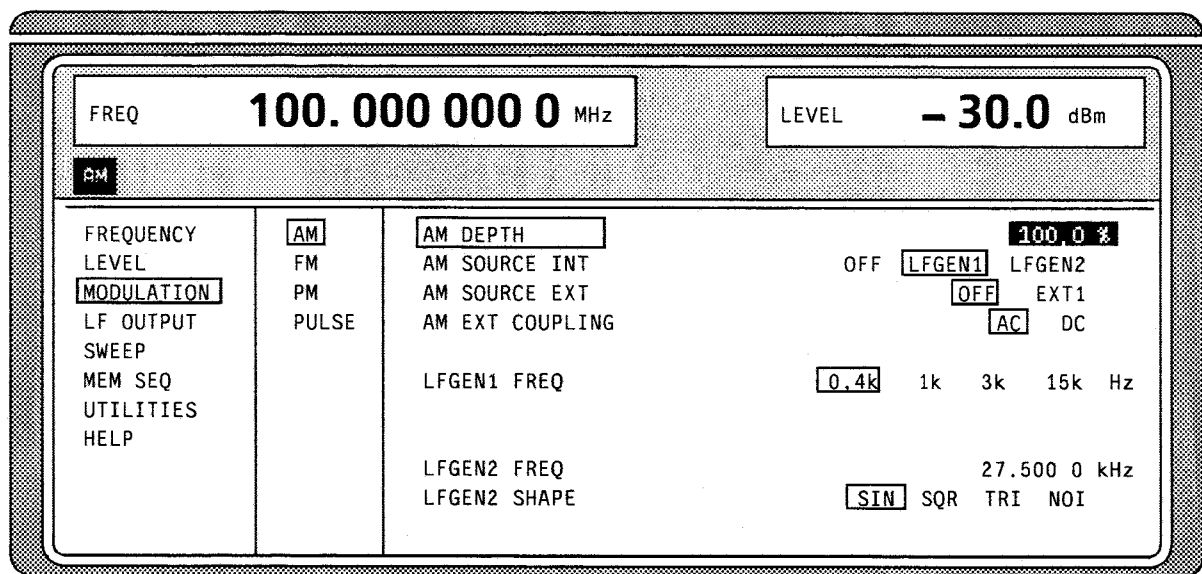 FREQ 100. 000 000 0 MHz
LEVEL – 30.0 dBm
AM
FREQUENCY
LEVEL
MODULATION
LF OUTPUT
SWEEP
MEM SEQ
UTILITIES
HELP
AM
FM
PM
PULSE
AM DEPTH 100,0 %
AM SOURCE INT OFF LFGEN1 LFGEN2
AM SOURCE EXT OFF EXT1
AM EXT COUPLING AC DC
LFGEN1 FREQ 0,4k 1k 3k 15k Hz
LFGEN2 FREQ 27.500 0 kHz
LFGEN2 SHAPE SIN SQR TRI NOI